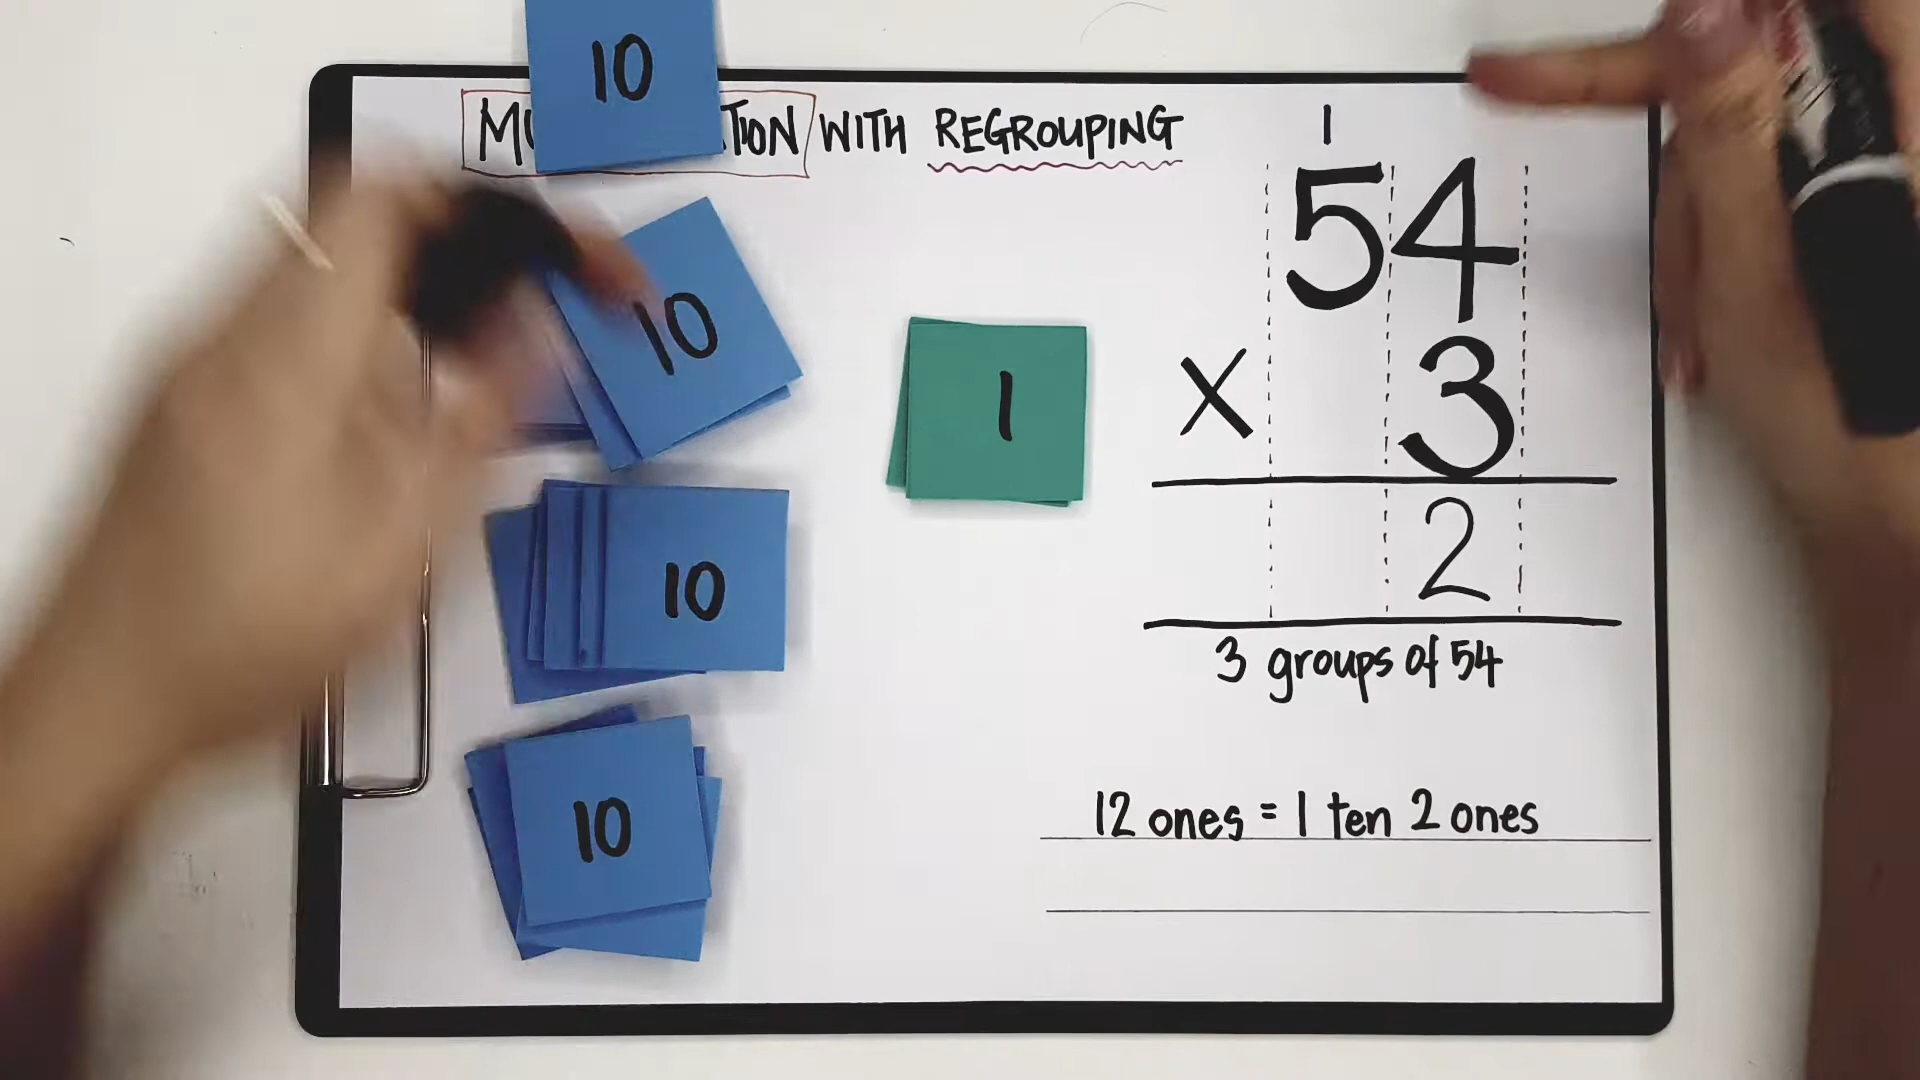 10
TION WITH REGROUPING
1
54
10
1
X 3
2
10
3 groups of 54
10
12 ones = 1 ten 2 ones